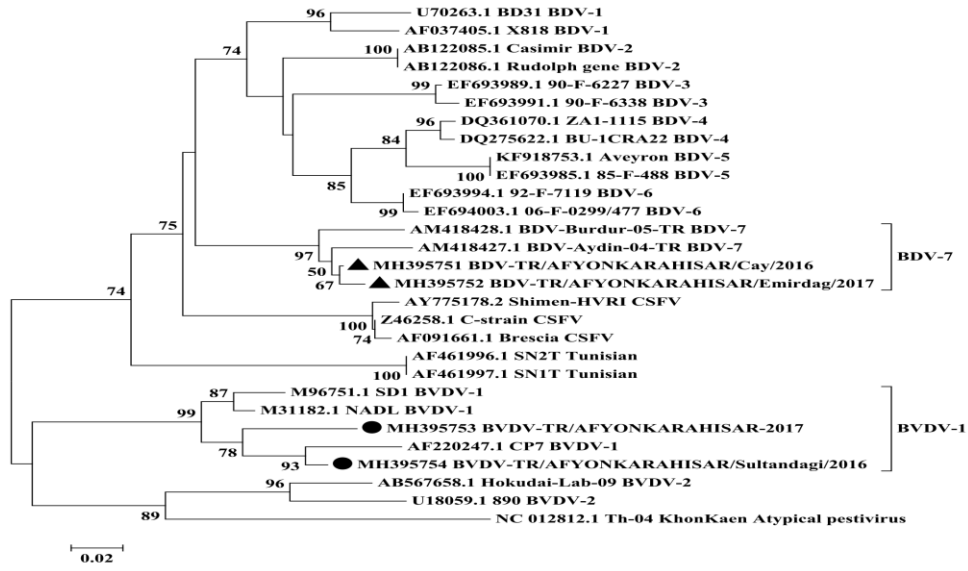 96
U70263.1 BD31 BDV-1
AF037405.1 X818 BDV-1
74
100
AB122085.1 Casimir BDV-2
AB122086.1 Rudolph gene BDV-2
99
EF693989.1 90-F-6227 BDV-3
EF693991.1 90-F-6338 BDV-3
96
DQ361070.1 ZA1-1115 BDV-4
84
DQ275622.1 BU-1CRA22 BDV-4
KF918753.1 Aveyron BDV-5
100
EF693985.1 85-F-488 BDV-5
85
EF693994.1 92-F-7119 BDV-6
99
EF694003.1 06-F-0299/477 BDV-6
75
AM418428.1 BDV-Burdur-05-TR BDV-7
97
AM418427.1 BDV-Aydin-04-TR BDV-7
BDV-7
50
MH395751 BDV-TR/AFYONKARAHISAR/Cay/2016
67
MH395752 BDV-TR/AFYONKARAHISAR/Emirdag/2017
74
AY775178.2 Shimen-HVRI CSFV
100
Z46258.1 C-strain CSFV
74
AF091661.1 Brescia CSFV
AF461996.1 SN2T Tunisian
100
AF461997.1 SN1T Tunisian
87
M96751.1 SD1 BVDV-1
99
M31182.1 NADL BVDV-1
MH395753 BVDV-TR/AFYONKARAHISAR-2017
BVDV-1
78
AF220247.1 CP7 BVDV-1
93
MH395754 BVDV-TR/AFYONKARAHISAR/Sultandagi/2016
96
AB567658.1 Hokudai-Lab-09 BVDV-2
U18059.1 890 BVDV-2
89
NC 012812.1 Th-04 KhonKaen Atypical pestivirus
0.02